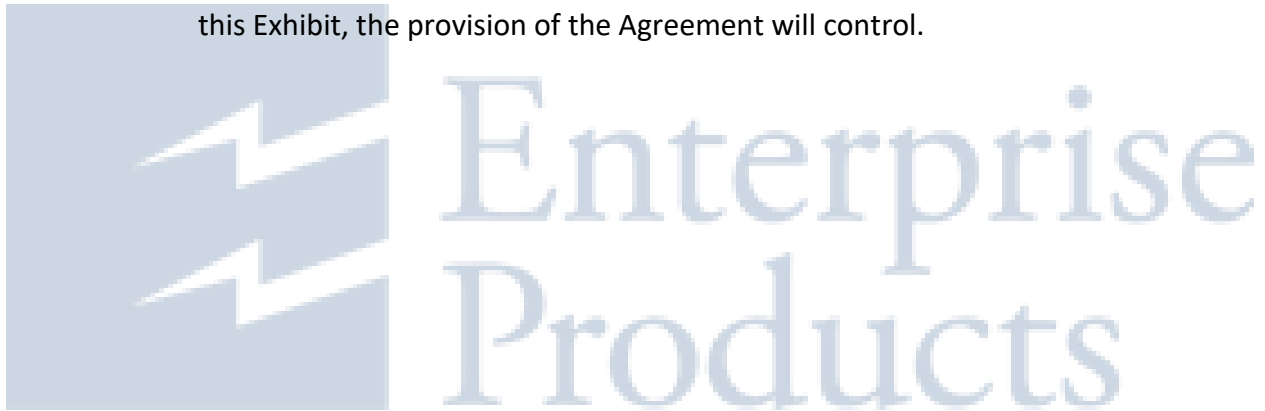 this Exhibit, the provision of the Agreement will control.
Enterprise
Products